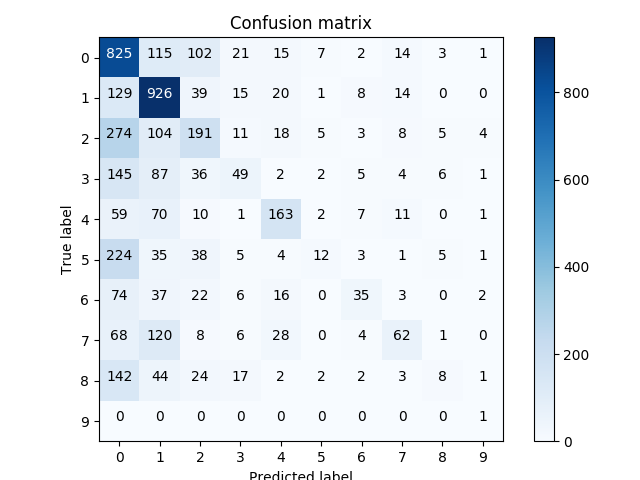 Confusion matrix
0 825 115 102 21 15 7 2 14 3 1
1 129 926 39 15 20 1 8 14 0 0
2 274 104 191 11 18 5 3 8 5 4
3 145 87 36 49 2 2 5 4 6 1
4 59 70 10 1 163 2 7 11 0 1
5 224 35 38 5 4 12 3 1 5 1
6 74 37 22 6 16 0 35 3 0 2
7 68 120 8 6 28 0 4 62 1 0
8 142 44 24 17 2 2 2 3 8 1
9 0 0 0 0 0 0 0 0 0 1
0 1 2 3 4 5 6 7 8 9
True label
Predicted label
800
600
400
200
0